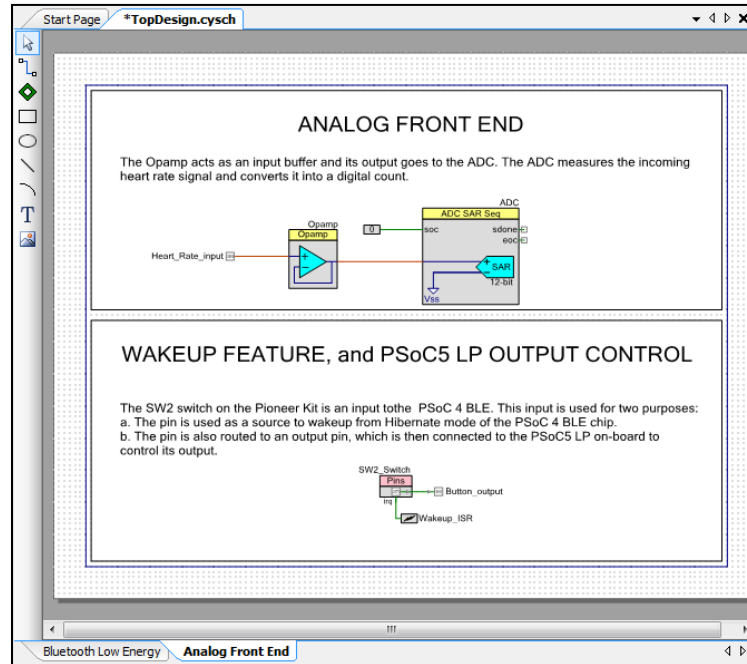 Start Page
*TopDesign.cysch
ANALOG FRONT END
The Opamp acts as an input buffer and its output goes to the ADC. The ADC measures the incoming
heart rate signal and converts it into a digital count.
ADC
ADC SAR Seq
Opamp
Opamp
0
soc
sdone
eoc
Heart_Rate_input
+
-
+
-
SAR
12-bit
Vss
WAKEUP FEATURE, and PSoC5 LP OUTPUT CONTROL
The SW2 switch on the Pioneer Kit is an input tothe PSoC 4 BLE. This input is used for two purposes:
a. The pin is used as a source to wakeup from Hibernate mode of the PSoC 4 BLE chip.
b. The pin is also routed to an output pin, which is then connected to the PSoC5 LP on-board to
control its output.
SW2_Switch
Pins
Button_output
irq
Wakeup_ISR
Bluetooth Low Energy
Analog Front End